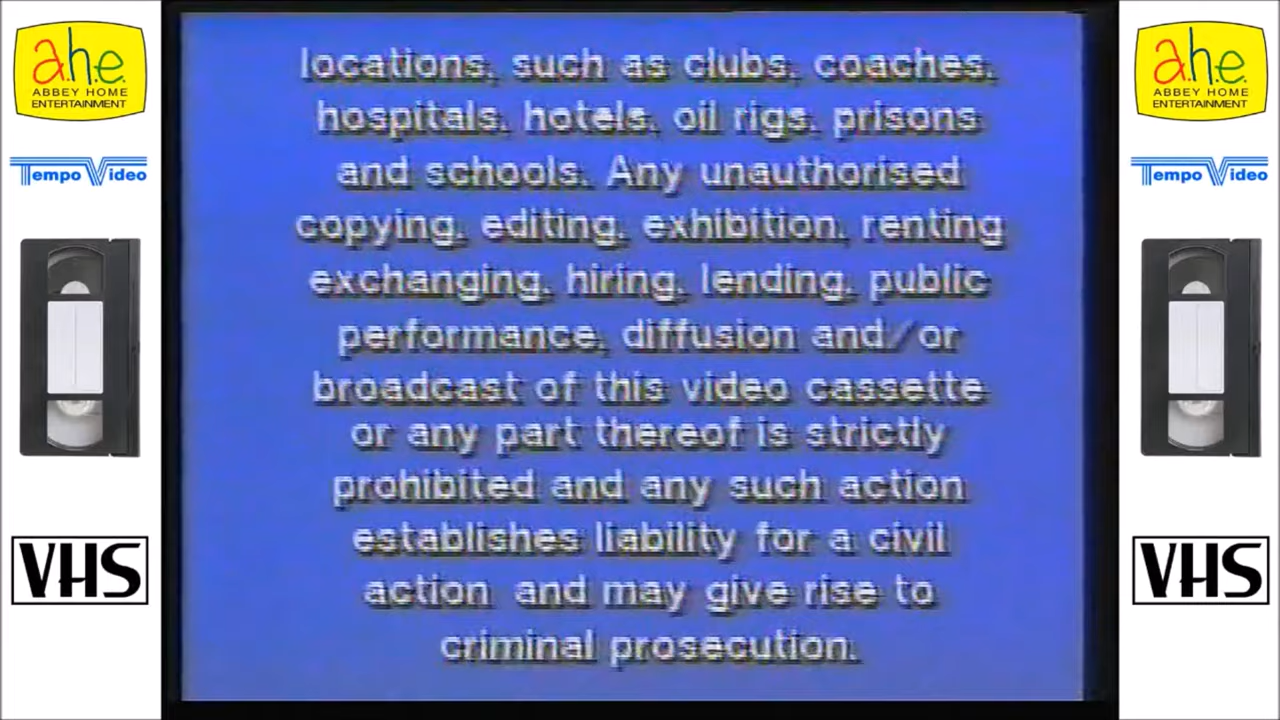 a.h.e.
ABBEY HOME
ENTERTAINMENT
Tempo Video
VHS
locations, such as clubs, coaches,
hospitals, hotels, oil rigs, prisons
and schools. Any unauthorised
copying, editing, exhibition, renting
exchanging, hiring, lending, public
performance, diffusion and/or
broadcast of this video cassette
or any part thereof is strictly
prohibited and any such action
establishes liability for a civil
action and may give rise to
criminal prosecution.
a.h.e.
ABBEY HOME
ENTERTAINMENT
Tempo Video
VHS